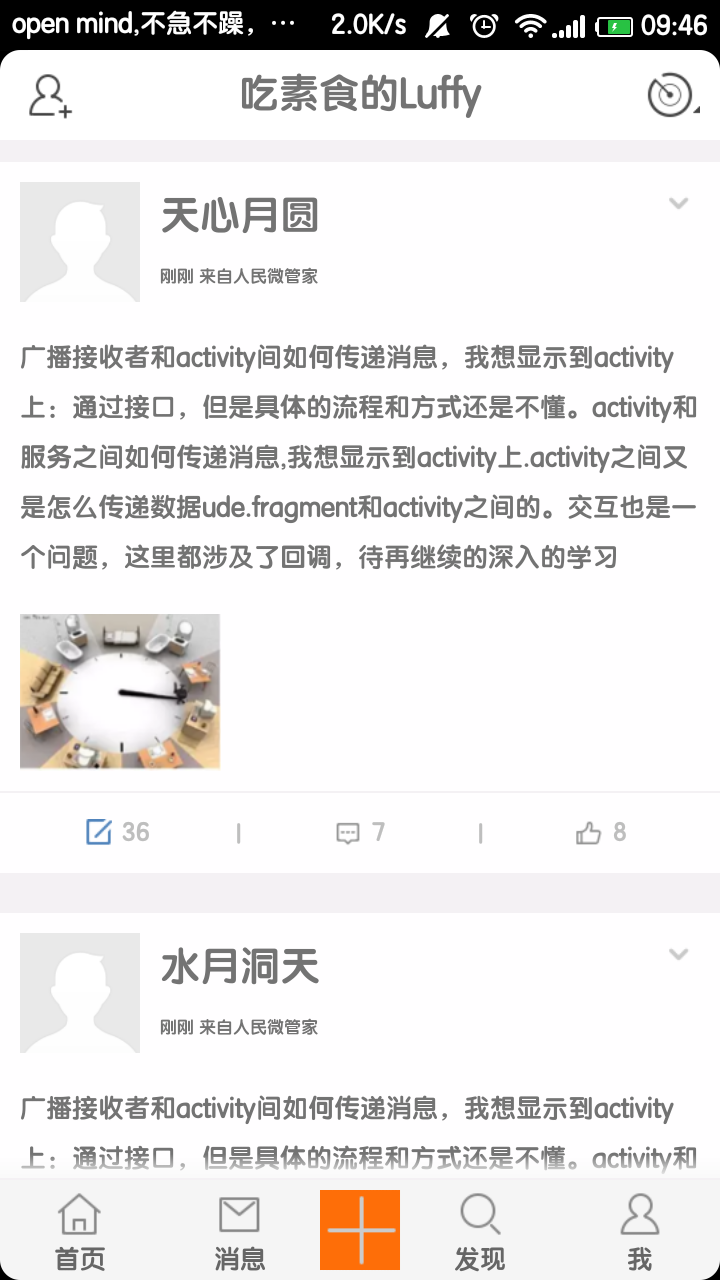 open mind,不急不躁，… 2.0K/s 09:46
吃素食的Luffy
天心月圆
刚刚 来自人民微管家
广播接收者和activity间如何传递消息，我想显示到activity
上：通过接口，但是具体的流程和方式还是不懂。activity和
服务之间如何传递消息,我想显示到activity上.activity之间又
是怎么传递数据ude.fragment和activity之间的。交互也是一
个问题，这里都涉及了回调，待再继续的深入的学习
36 | 7 | 8
水月洞天
刚刚 来自人民微管家
广播接收者和activity间如何传递消息，我想显示到activity
上：通过接口，但是具体的流程和方式还是不懂。activity和
首页 消息 发现 我